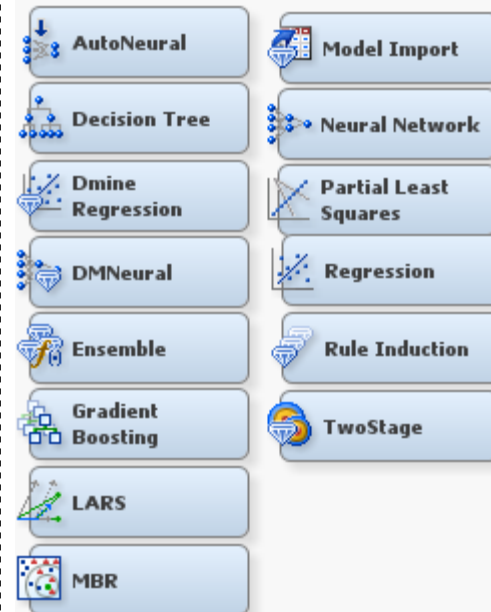 AutoNeural
Decision Tree
Dmine
Regression
DMNeural
Ensemble
Gradient
Boosting
LARS
MBR
Model Import
Neural Network
Partial Least
Squares
Regression
Rule Induction
TwoStage